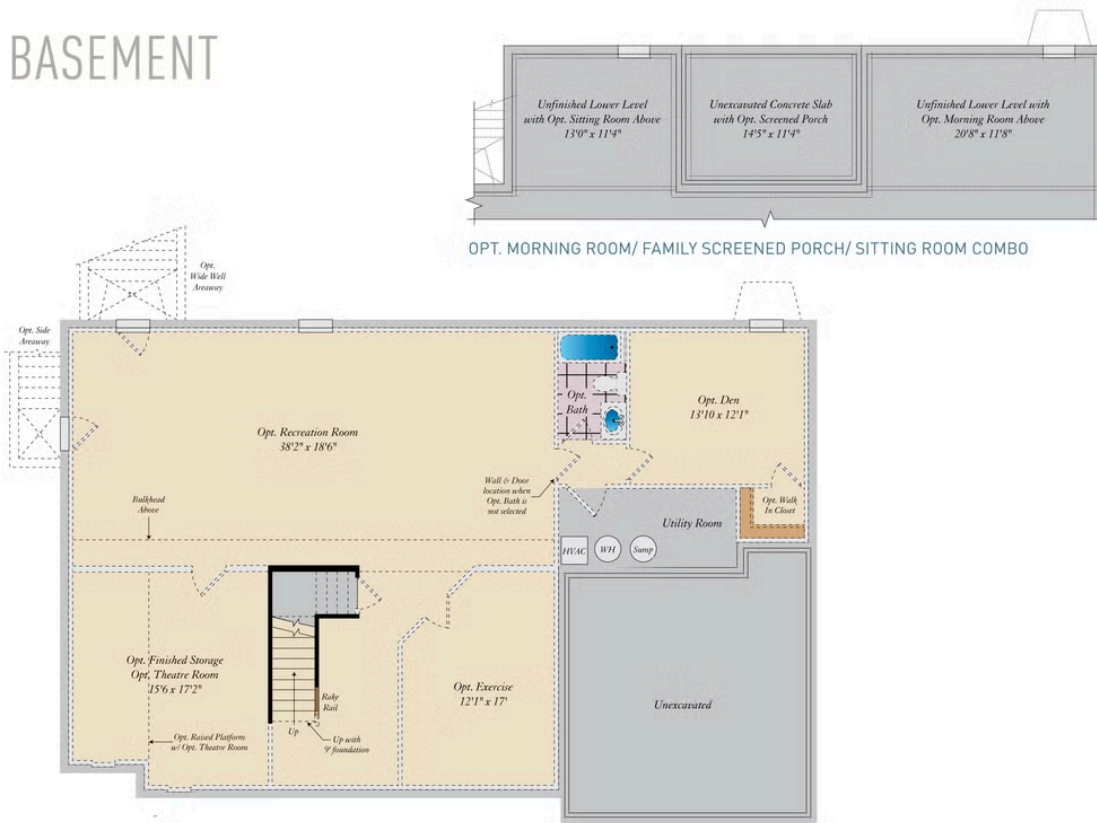 BASEMENT
Unfinished Lower Level
with Opt. Sitting Room Above
13'0" x 11'4"
Unexcavated Concrete Slab
with Opt. Screened Porch
14'5" x 11'4"
Unfinished Lower Level with
Opt. Morning Room Above
20'8" x 11'8"
OPT. MORNING ROOM/ FAMILY SCREENED PORCH/ SITTING ROOM COMBO
Opt.
Wide Well
Areaway
Opt. Side
Areaway
Opt. Recreation Room
38'2" x 18'6"
Opt.
Bath
Opt. Den
13'10 x 12'1"
Wall & Door
location when
Opt. Bath is
not selected
Opt. Walk
In Closet
Bulkhead
Above
Utility Room
HVAC
WH
Sump
Opt. Finished Storage
Opt. Theatre Room
15'6 x 17'2"
Rake
Rail
Opt. Exercise
12'1" x 17'
Unexcavated
Opt. Raised Platform
w/ Opt. Theatre Room
Up
Up with
9' foundation